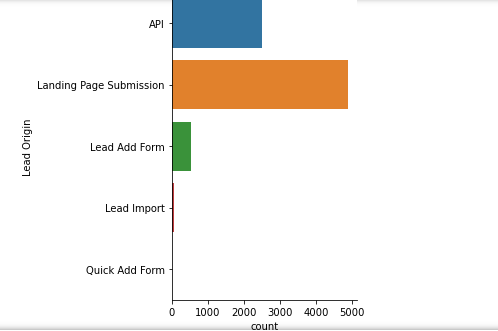 API
Landing Page Submission
Lead Add Form
Lead Import
Quick Add Form
Lead Origin
0 1000 2000 3000 4000 5000
count